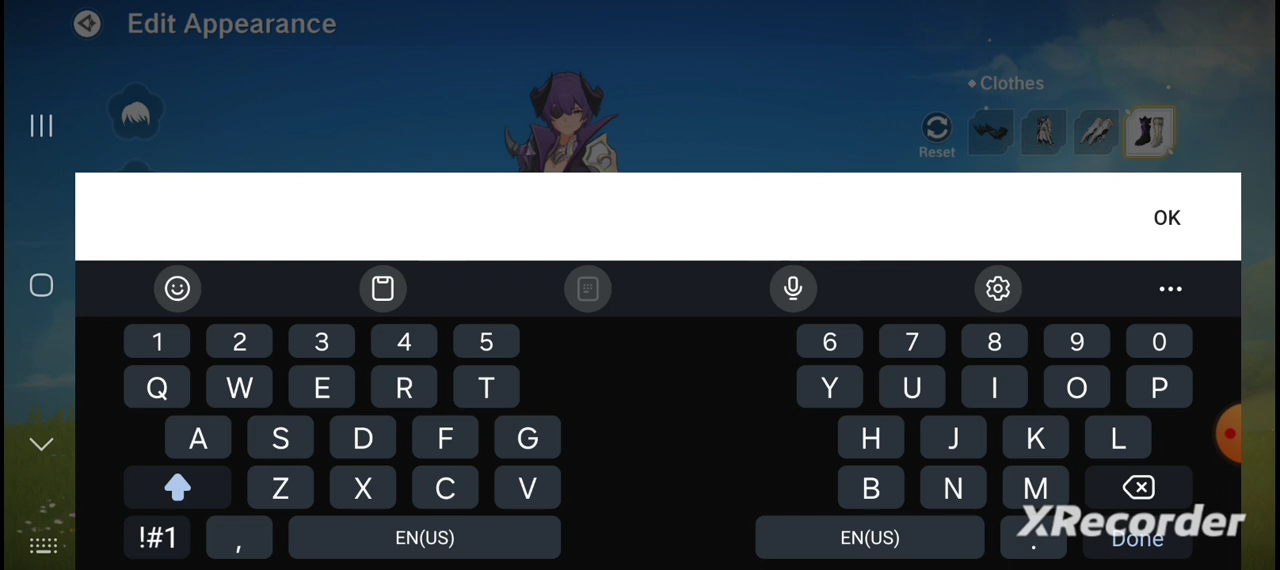 Edit Appearance
Clothes
Reset
OK
1 2 3 4 5 6 7 8 9 0
Q W E R T Y U I O P
A S D F G H J K L
Z X C V B N M
!#1 , EN(US) EN(US) . Done
XRecorder